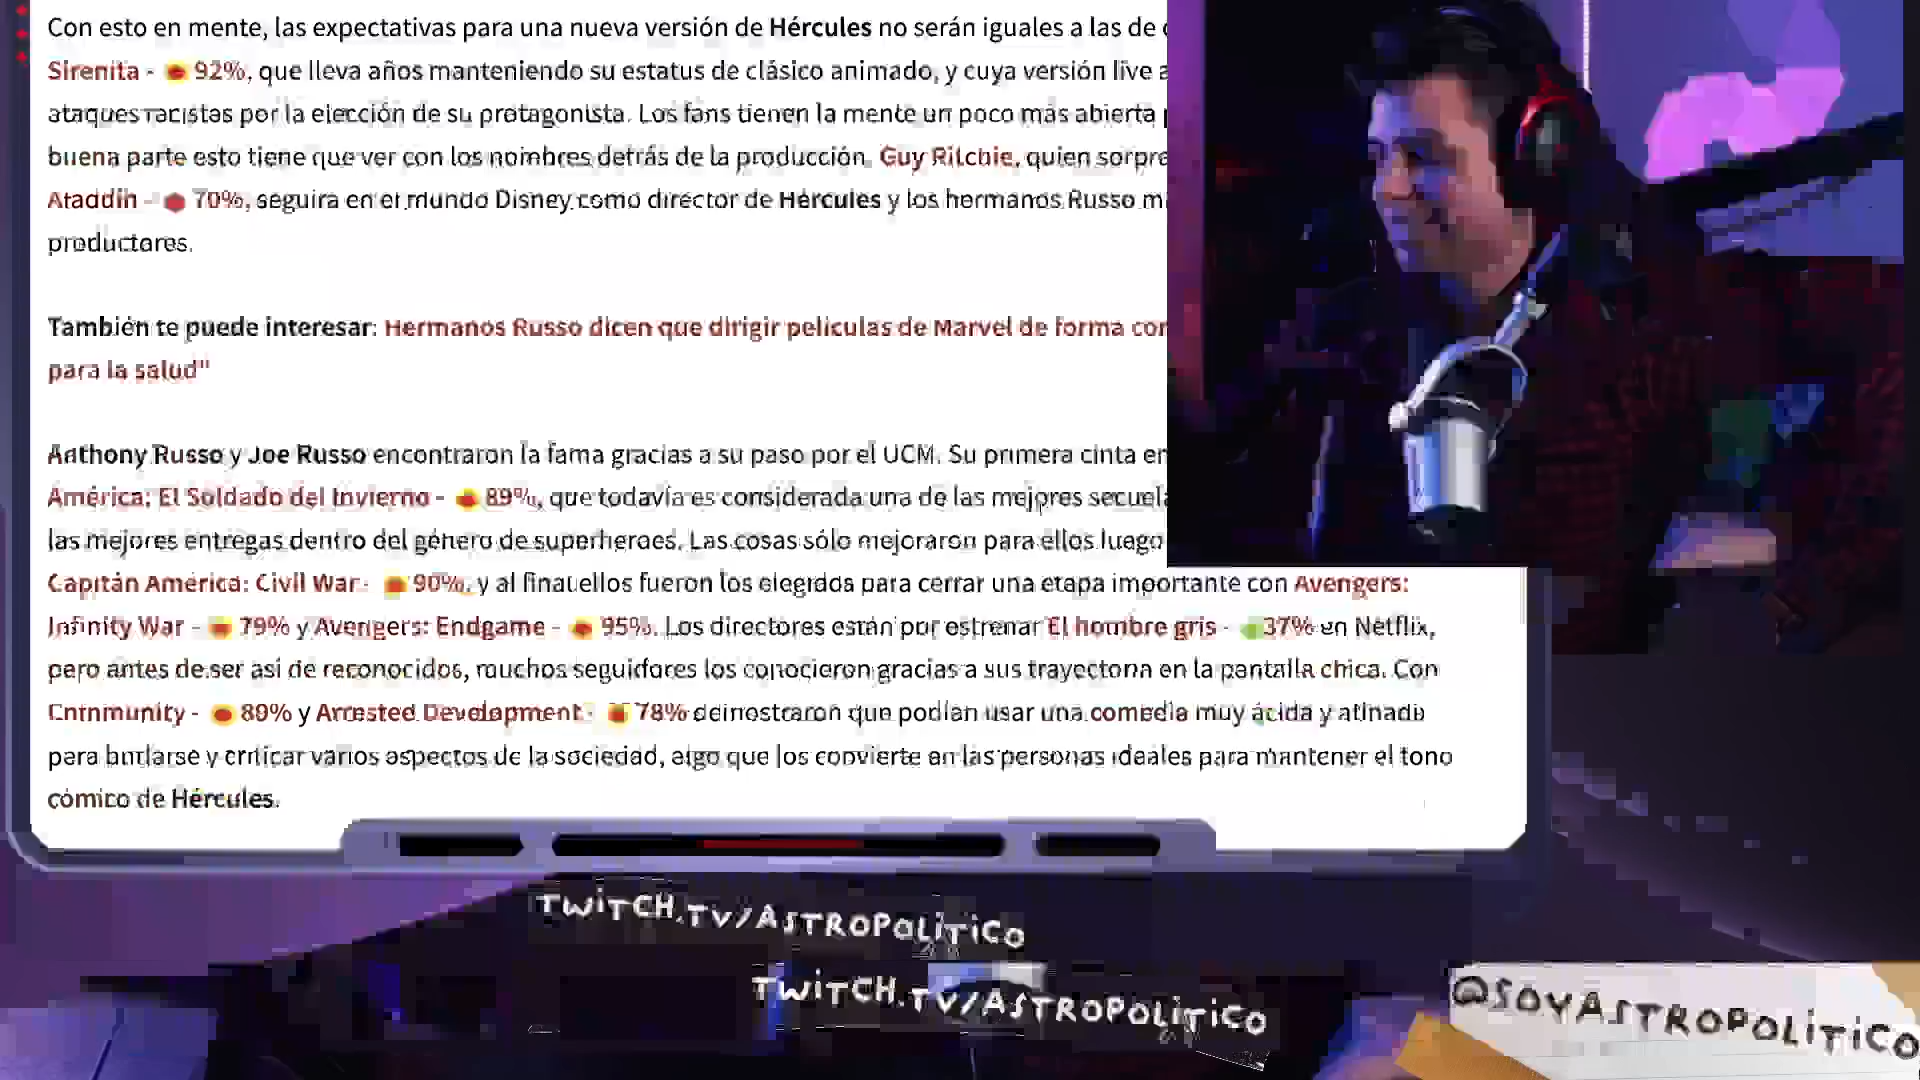 Con esto en mente, las expectativas para una nueva versión de Hércules no serán iguales a las de
Sirenita - 92%, que lleva años manteniendo su estatus de clásico animado, y cuya versión live
ataques racistas por la elección de su protagonista. Los fans tienen la mente un poco más abierta
buena parte esto tiene que ver con los nombres detrás de la producción. Guy Ritchie, quien sorpre
Aladdín - 70%, seguirá en el mundo Disney como director de Hércules y los hermanos Russo
productores.
También te puede interesar: Hermanos Russo dicen que dirigir películas de Marvel de forma
para la salud"
Anthony Russo y Joe Russo encontraron la fama gracias a su paso por el UCM. Su primera cinta
América: El Soldado del Invierno - 89%, que todavía es considerada una de las mejores secuel
las mejores entregas dentro del género de superhéroes. Las cosas sólo mejoraron para ellos luego
Capitán América: Civil War - 90%, y al final ellos fueron los elegidos para cerrar una etapa importante con Avengers:
Infinity War - 79% y Avengers: Endgame - 95%. Los directores están por estrenar El hombre gris - 37% en Netflix,
pero antes de ser así de reconocidos, muchos seguidores los conocieron gracias a sus trayectoria en la pantalla chica. Con
Community - 89% y Arrested Development - 78% demostraron que podían usar una comedia muy ácida y afinada
para burlarse y criticar varios aspectos de la sociedad, algo que los convierte en las personas ideales para mantener el tono
cómico de Hércules.
TWITCH.TV/ASTROPOLITICO
TWITCH.TV/ASTROPOLITICO
@SOYASTROPOLITICO